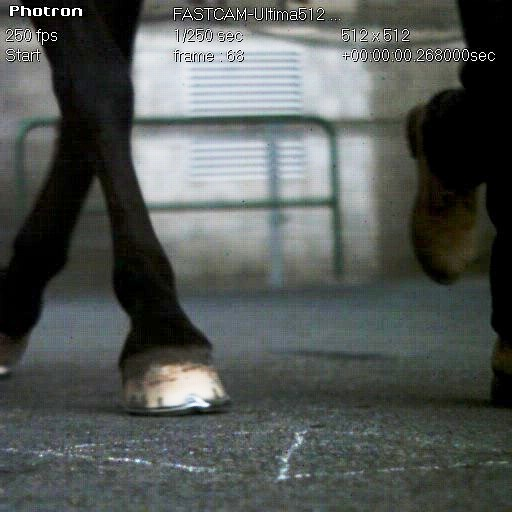 Photron
FASTCAM-Ultima512 ...
250 fps
1/250 sec
512 x 512
Start
frame : 68
+00:00:00.268000sec